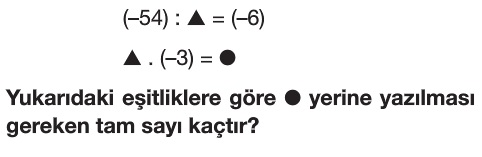 (–54) : ▲ = (–6)
▲ . (–3) = ●
Yukarıdaki eşitliklere göre ● yerine yazılması
gereken tam sayı kaçtır?